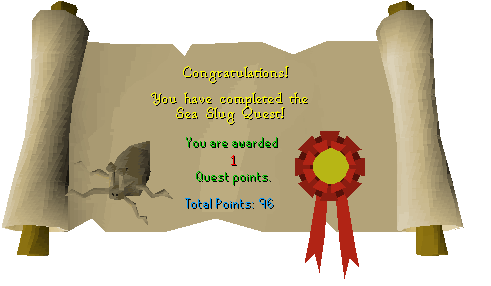 Congratulations!
You have completed the
Sea Slug Quest!
You are awarded
1
Quest points.
Total Points: 96